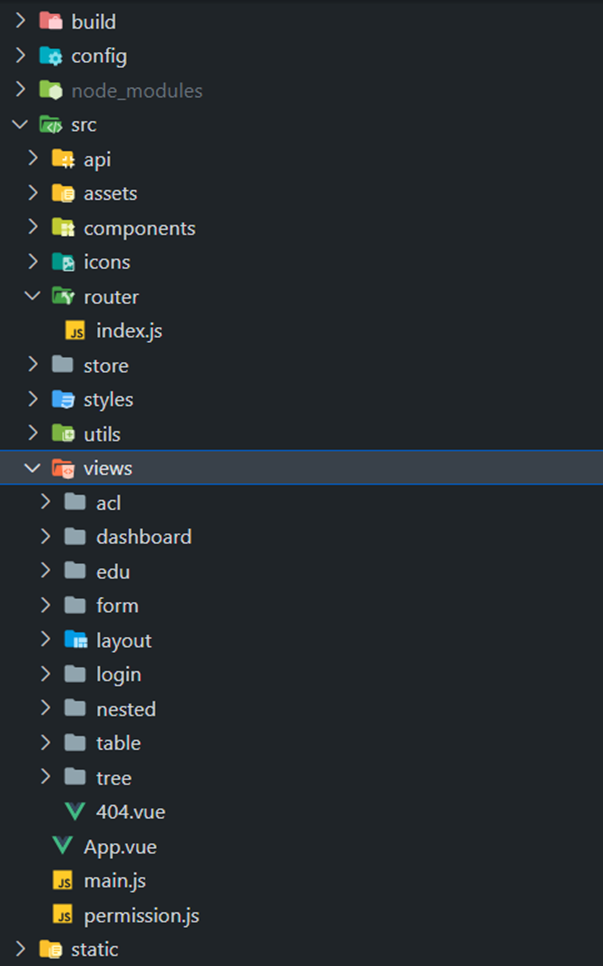 build
config
node_modules
src
api
assets
components
icons
router
JS index.js
store
styles
utils
views
acl
dashboard
edu
form
layout
login
nested
table
tree
404.vue
App.vue
JS main.js
JS permission.js
static